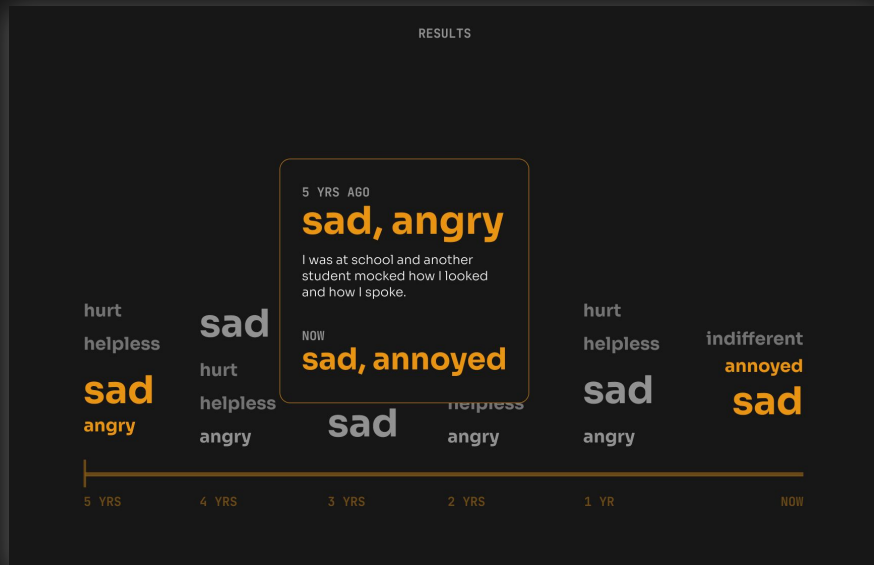 RESULTS
5 YRS AGO
sad, angry
I was at school and another
student mocked how I looked
and how I spoke.
NOW
sad, annoyed
hurt
helpless
sad
angry
sad
hurt
helpless
angry
sad
helpless
angry
hurt
helpless
sad
angry
indifferent
annoyed
sad
5 YRS
4 YRS
3 YRS
2 YRS
1 YR
NOW